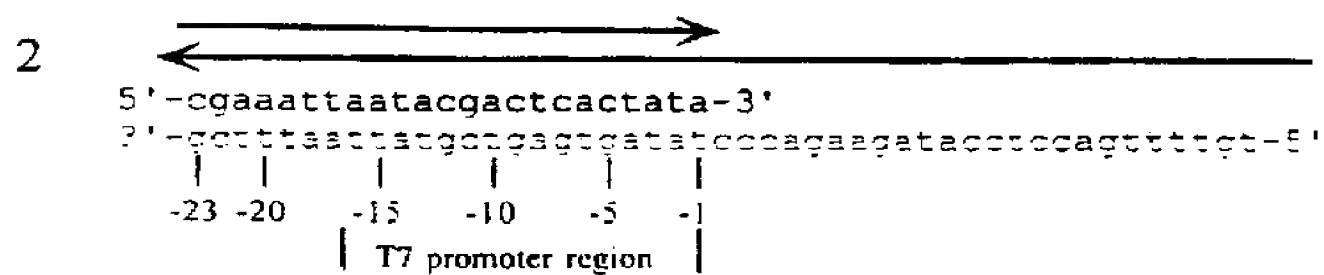 2
5'-cgaaattaatacgactcactata-3'
3'-gctttaattatgctgagtgatatcccagaagatacctccagttttgt-5'
-23 -20 -15 -10 -5 -1
T7 promoter region